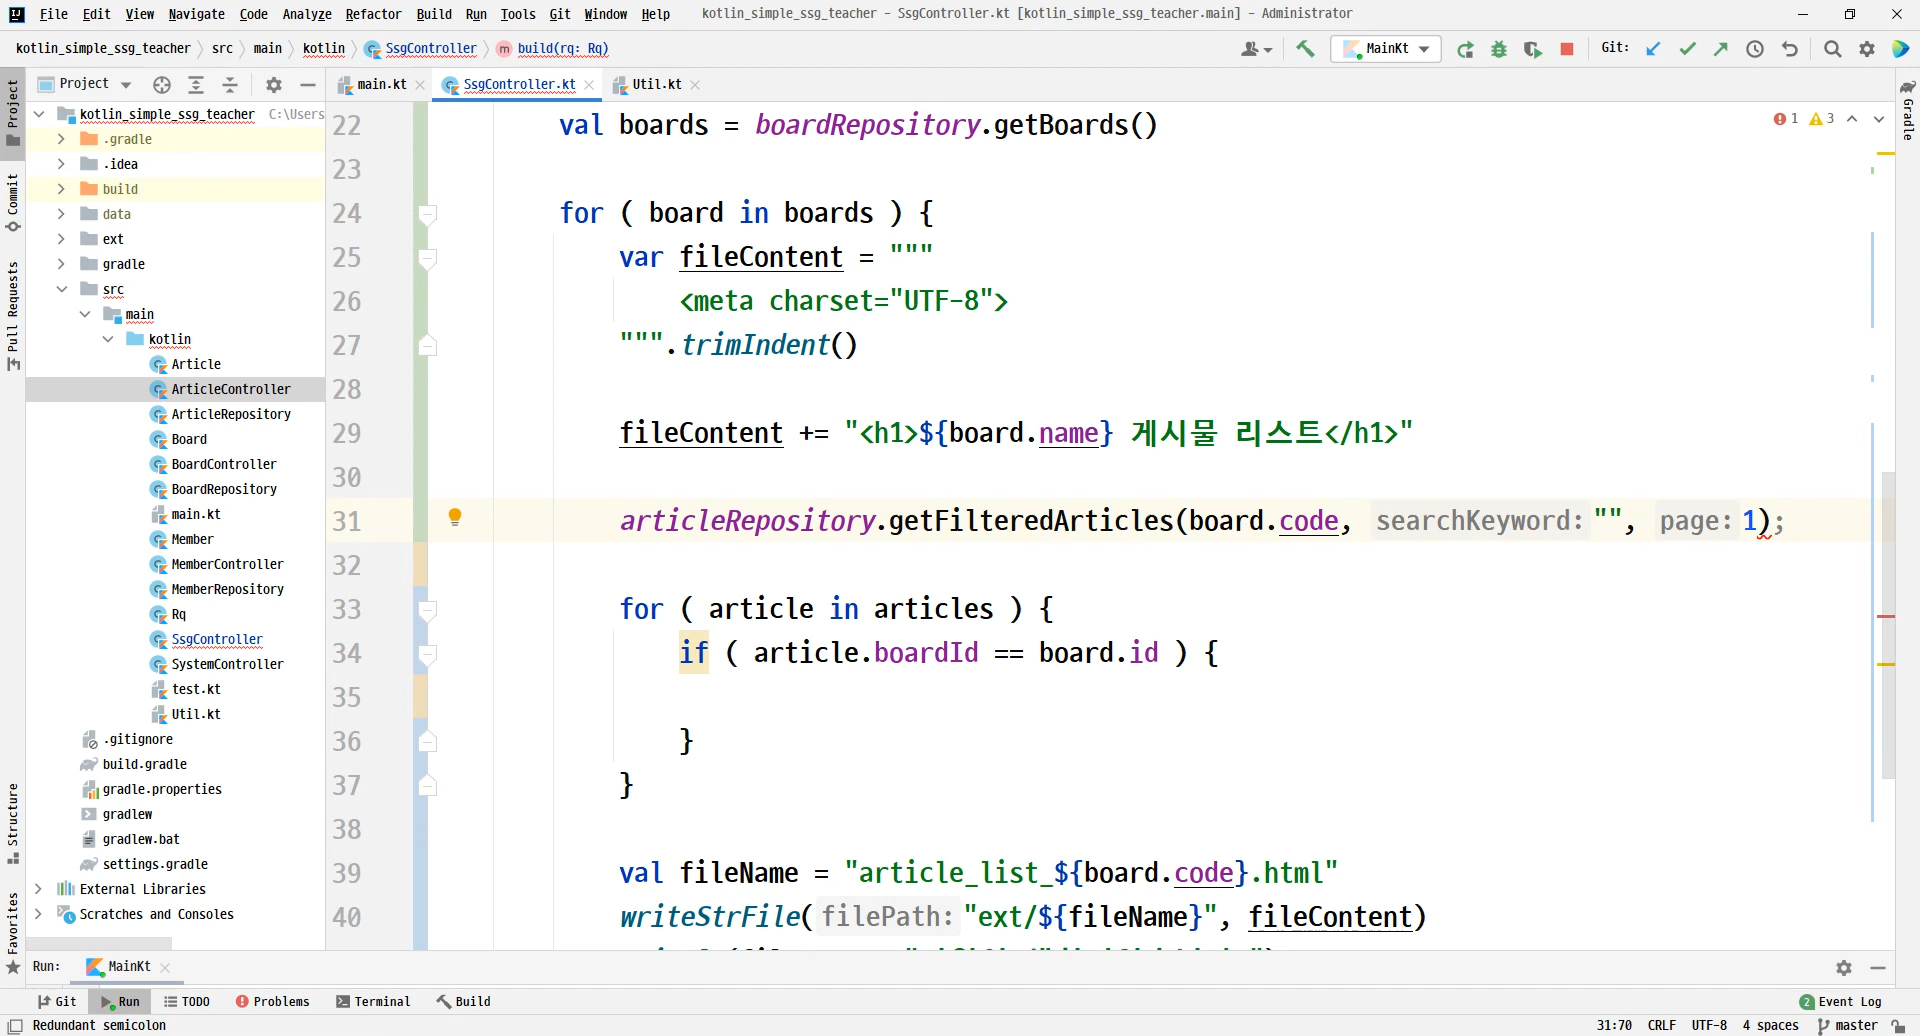 File Edit View Navigate Code Analyze Refactor Build Run Tools Git Window Help kotlin_simple_ssg_teacher - SsgController.kt [kotlin_simple_ssg_teacher.main] - Administrator
kotlin_simple_ssg_teacher src main kotlin SsgController m build(rq: Rq) MainKt Git:
Project main.kt SsgController.kt Util.kt
Project
Commit
Pull Requests
Structure
Favorites
Gradle
kotlin_simple_ssg_teacher C:\Users
.gradle
.idea
build
data
ext
gradle
src
main
kotlin
Article
ArticleController
ArticleRepository
Board
BoardController
BoardRepository
main.kt
Member
MemberController
MemberRepository
Rq
SsgController
SystemController
test.kt
Util.kt
.gitignore
build.gradle
gradle.properties
gradlew
gradlew.bat
settings.gradle
External Libraries
Scratches and Consoles
1 3
22 val boards = boardRepository.getBoards()
23
24 for ( board in boards ) {
25 var fileContent = """
26 <meta charset="UTF-8">
27 """.trimIndent()
28
29 fileContent += "<h1>${board.name} 게시물 리스트</h1>"
30
31 articleRepository.getFilteredArticles(board.code, searchKeyword: "", page: 1);
32
33 for ( article in articles ) {
34 if ( article.boardId == board.id ) {
35
36 }
37 }
38
39 val fileName = "article_list_${board.code}.html"
40 writeStrFile( filePath: "ext/${fileName}", fileContent)
Run: MainKt
Git Run TODO Problems Terminal Build 2 Event Log
Redundant semicolon 31:70 CRLF UTF-8 4 spaces master